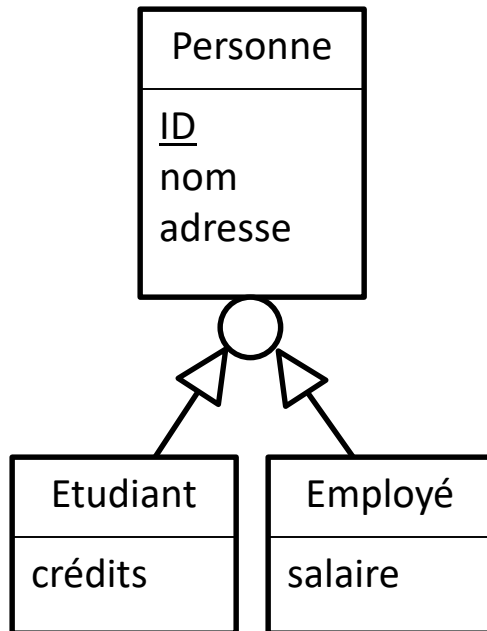 Personne
ID
nom
adresse
Etudiant
crédits
Employé
salaire